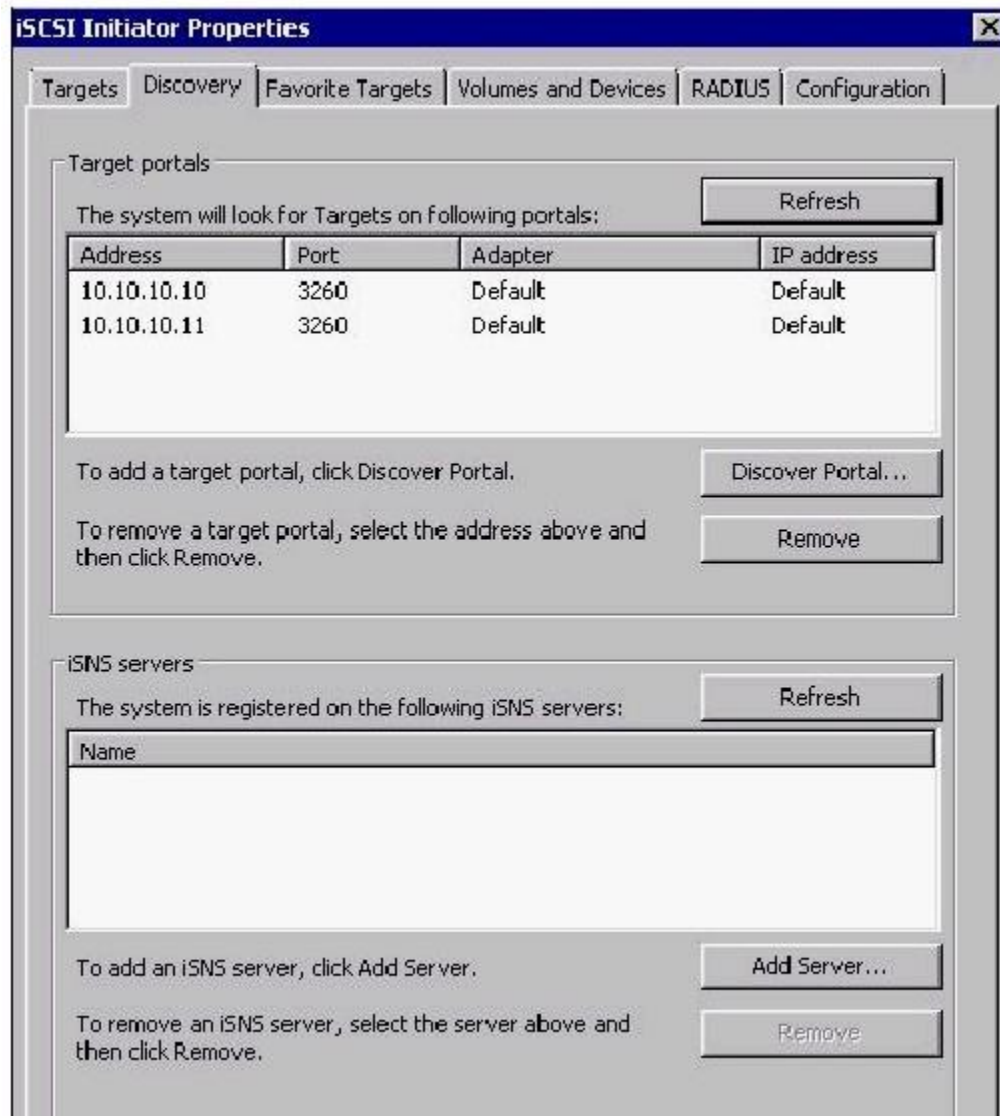 iSCSI Initiator Properties
Targets Discovery Favorite Targets Volumes and Devices RADIUS Configuration
Target portals
The system will look for Targets on following portals: Refresh
Address Port Adapter IP address
10.10.10.10 3260 Default Default
10.10.10.11 3260 Default Default
To add a target portal, click Discover Portal. Discover Portal...
To remove a target portal, select the address above and
then click Remove. Remove
iSNS servers
The system is registered on the following iSNS servers: Refresh
Name
To add an iSNS server, click Add Server. Add Server...
To remove an iSNS server, select the server above and
then click Remove. Remove